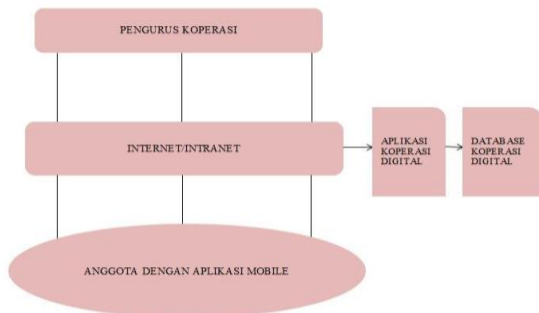 PENGURUS KOPERASI
INTERNET/INTRANET
APLIKASI
KOPERASI
DIGITAL
DATABASE
KOPERASI
DIGITAL
ANGGOTA DENGAN APLIKASI MOBILE